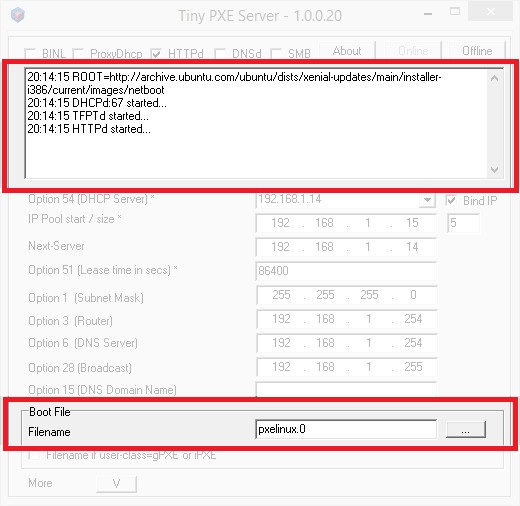 Tiny PXE Server - 1.0.0.20
BINL ProxyDhcp HTTPd DNSd SMB About Online Offline
20:14:15 ROOT=http://archive.ubuntu.com/ubuntu/dists/xenial-updates/main/installer-
i386/current/images/netboot
20:14:15 DHCPd:67 started...
20:14:15 TFPTd started...
20:14:15 HTTPd started...
Option 54 (DHCP Server) * 192.168.1.14 Bind IP
IP Pool start / size * 192 . 168 . 1 . 15 5
Next-Server 192 . 168 . 1 . 14
Option 51 (Lease time in secs) * 86400
Option 1 (Subnet Mask) 255 . 255 . 255 . 0
Option 3 (Router) 192 . 168 . 1 . 254
Option 6 (DNS Server) 192 . 168 . 1 . 254
Option 28 (Broadcast) 192 . 168 . 1 . 255
Option 15 (DNS Domain Name)
Boot File
Filename pxelinux.0 ...
Filename if user-class=gPXE or iPXE
More V